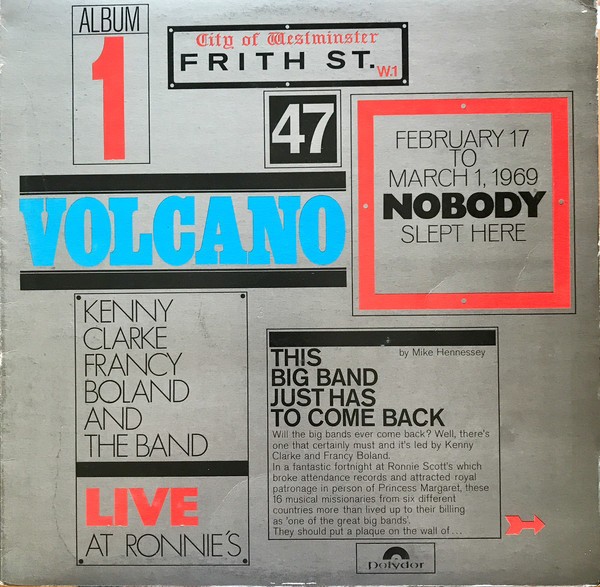 ALBUM
1
City of Westminster
FRITH ST.
W.1
47
FEBRUARY 17
TO
MARCH 1, 1969
NOBODY
SLEPT HERE
VOLCANO
KENNY
CLARKE
FRANCY
BOLAND
AND
THE BAND
LIVE
AT RONNIE'S
THIS
by Mike Hennessey
BIG BAND
JUST HAS
TO COME BACK
Will the big bands ever come back? Well, there's
one that certainly must and it's led by Kenny
Clarke and Francy Boland.
In a fantastic fortnight at Ronnie Scott's which
broke attendance records and attracted royal
patronage in person of Princess Margaret, these
16 musical missionaries from six different
countries more than lived up to their billing
as 'one of the great big bands'.
They should put a plaque on the wall of...
Polydor